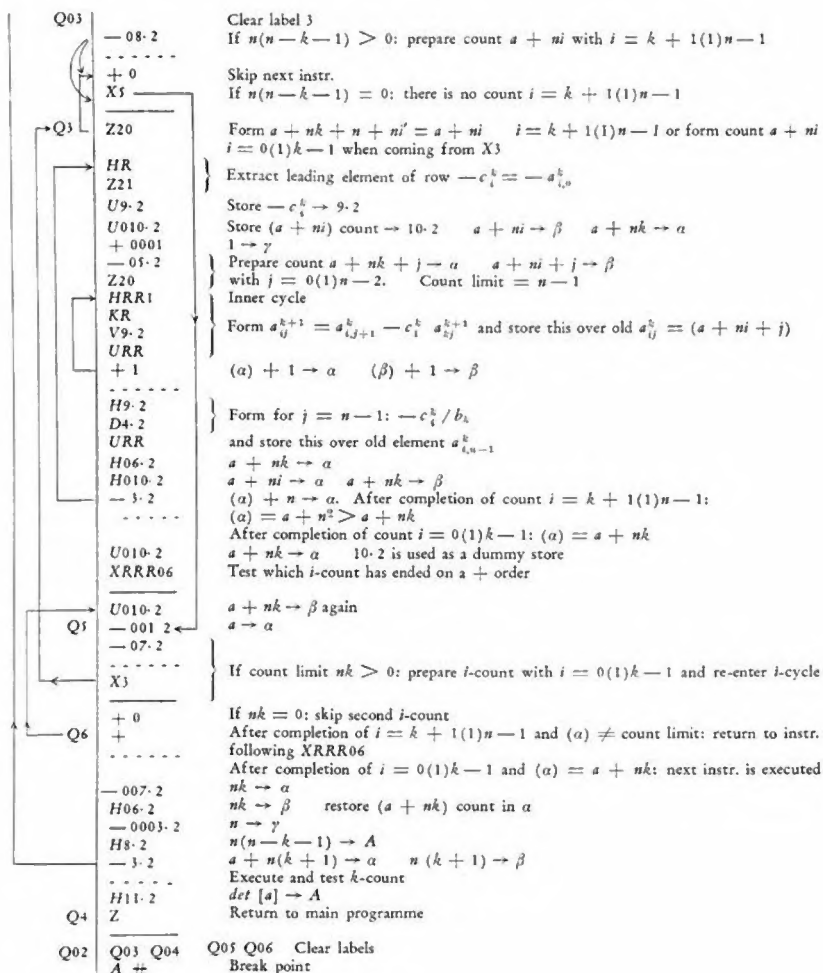 Q03 Clear label 3
— 08·2 If n(n — k — 1) > 0: prepare count a + ni with i = k + 1(1)n — 1
+ 0 Skip next instr.
X5 If n(n — k — 1) = 0: there is no count i = k + 1(1)n — 1
Q3 Z20 Form a + nk + n + ni' = a + ni i = k + 1(1)n — 1 or form count a + ni
i = 0(1)k — 1 when coming from X3
HR
Z21 } Extract leading element of row — c_i^k = — a_{i,0}^k
U9·2 Store — c_i^k → 9·2
U010·2 Store (a + ni) count → 10·2 a + ni → β a + nk → α
+ 0001 1 → γ
— 05·2 } Prepare count a + nk + j → α a + ni + j → β
Z20 with j = 0(1)n — 2. Count limit = n — 1
HRR1 Inner cycle
KR
V9·2 Form a_{ij}^{k+1} = a_{i,j+1}^k — c_i^k a_{kj}^{k+1} and store this over old a_{ij}^k = (a + ni + j)
URR
+ 1 (α) + 1 → α (β) + 1 → β
H9·2
D4·2 } Form for j = n — 1: — c_i^k / b_k
URR and store this over old element a_{i,n—1}^k
H06·2 a + nk → α
H010·2 a + ni → α a + nk → β
— 3·2 (α) + n → α. After completion of count i = k + 1(1)n — 1:
(α) = a + n² > a + nk
After completion of count i = 0(1)k — 1: (α) = a + nk
U010·2 a + nk → α 10·2 is used as a dummy store
XRRR06 Test which i-count has ended on a + order
U010·2 a + nk → β again
Q5 — 001 2 a → α
— 07·2
X3 } If count limit nk > 0: prepare i-count with i = 0(1)k — 1 and re-enter i-cycle
+ 0 If nk = 0: skip second i-count
Q6 + After completion of i = k + 1(1)n — 1 and (α) ≠ count limit: return to instr.
following XRRR06
After completion of i = 0(1)k — 1 and (α) = a + nk: next instr. is executed
— 007·2 nk → α
H06·2 nk → β restore (a + nk) count in α
— 0003·2 n → γ
H8·2 n(n — k — 1) → A
— 3·2 a + n(k + 1) → α n (k + 1) → β
Execute and test k-count
H11·2 det [a] → A
Q4 Z Return to main programme
Q02 Q03 Q04 Q05 Q06 Clear labels
A # Break point